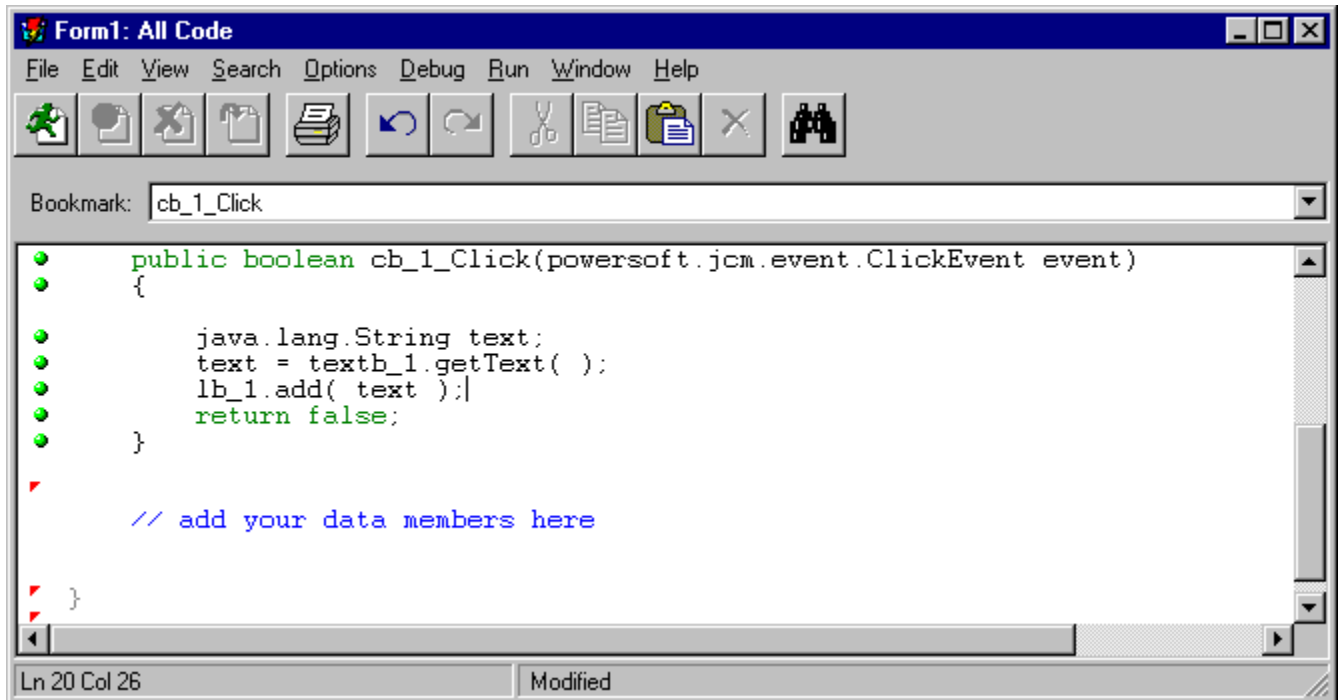 Form1: All Code
File Edit View Search Options Debug Run Window Help
Bookmark: cb_1_Click
public boolean cb_1_Click(powersoft.jcm.event.ClickEvent event)
{
java.lang.String text;
text = textb_1.getText( );
lb_1.add( text );
return false;
}
// add your data members here
}
Ln 20 Col 26 Modified